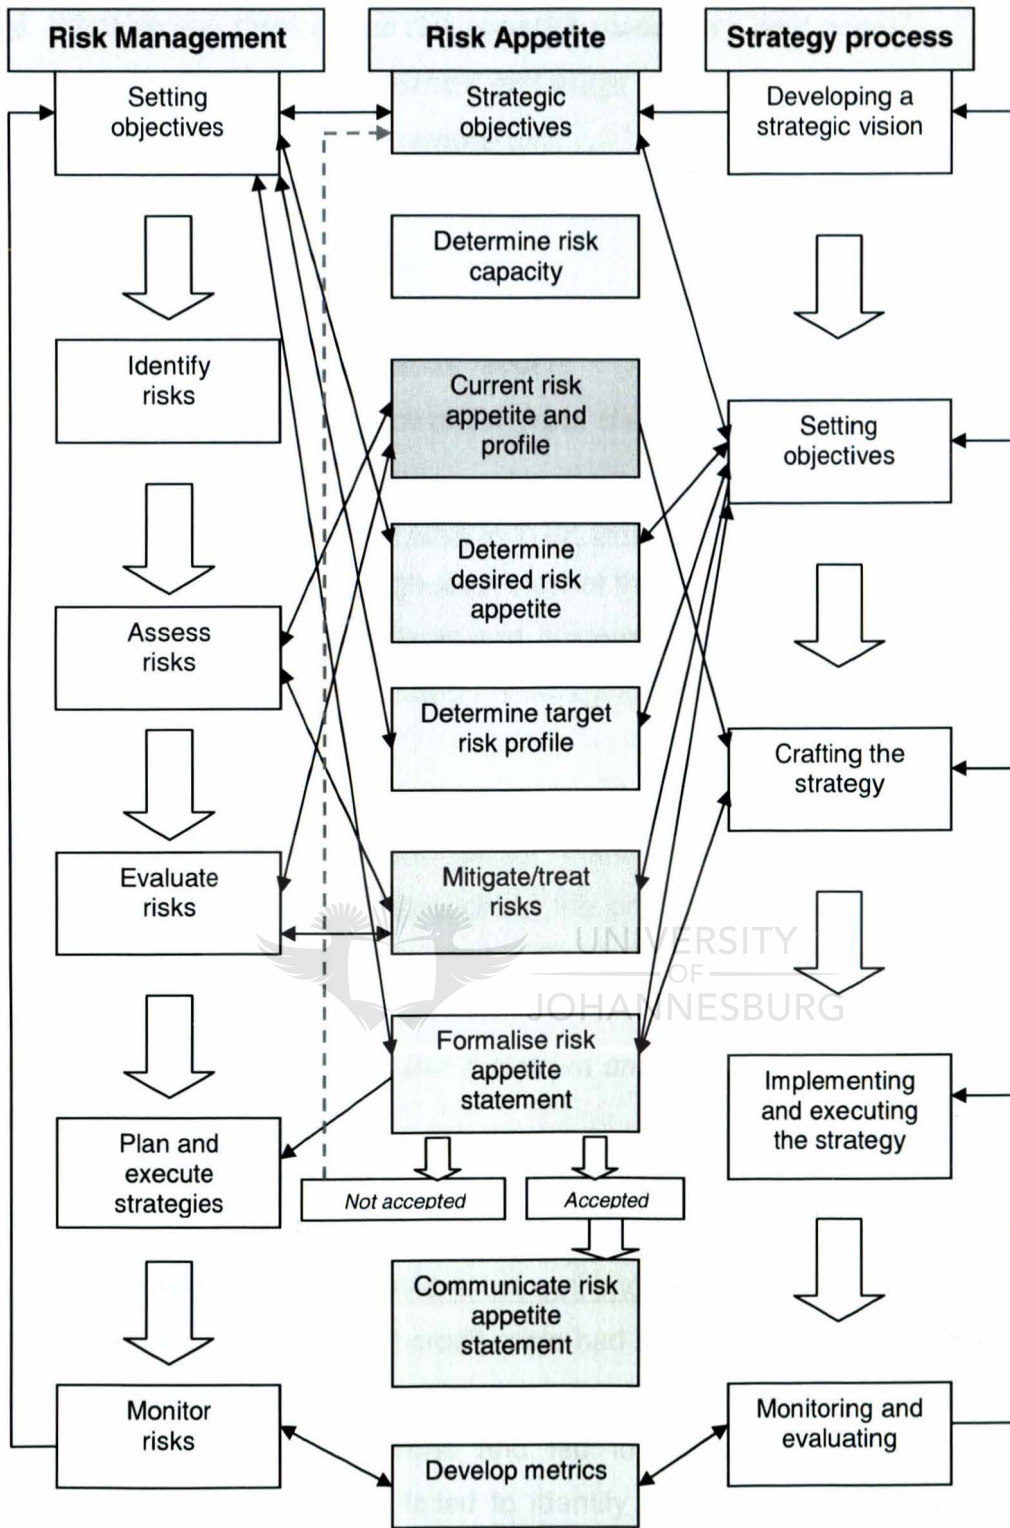 Risk Management
Setting
objectives
Identify
risks
Assess
risks
Evaluate
risks
Plan and
execute
strategies
Monitor
risks
Risk Appetite
Strategic
objectives
Determine risk
capacity
Current risk
appetite and
profile
Determine
desired risk
appetite
Determine target
risk profile
Mitigate/treat
risks
Formalise risk
appetite
statement
Not accepted
Accepted
Communicate risk
appetite
statement
Develop metrics
Strategy process
Developing a
strategic vision
Setting
objectives
Crafting the
strategy
Implementing
and executing
the strategy
Monitoring and
evaluating
UNIVERSITY
OF
JOHANNESBURG